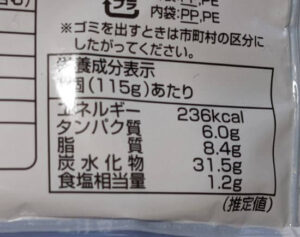 プラ
内袋:PP,PE
※ゴミを出すときは市町村の区分に
したがってください。
栄養成分表示
1個(115g)あたり
エネルギー 236kcal
タンパク質 6.0g
脂質 8.4g
炭水化物 31.5g
食塩相当量 1.2g
(推定値)